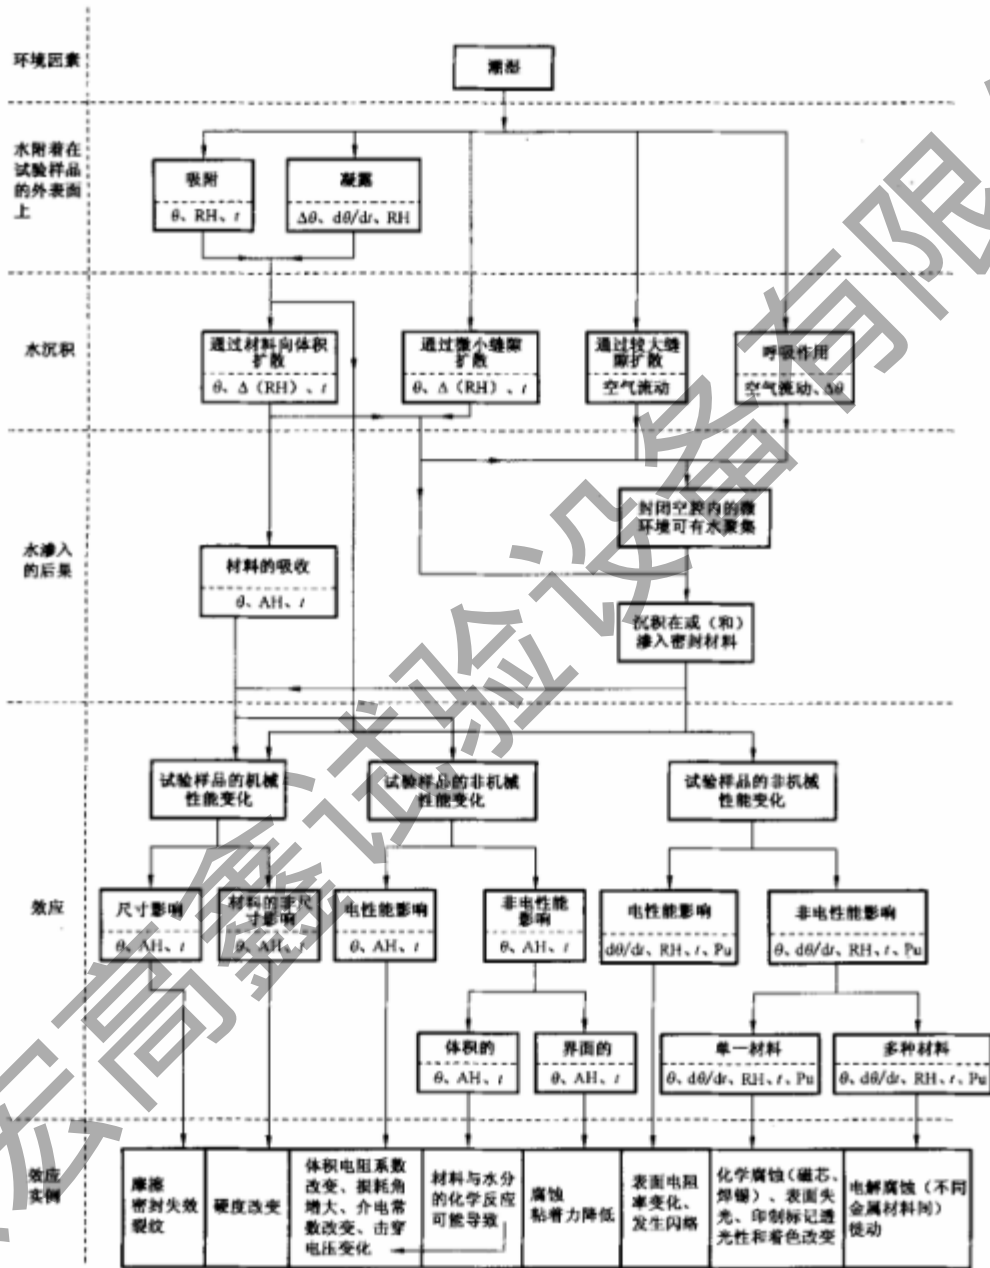 环境因素
潮湿
水附着在
试验样品
的外表面
上
吸附
θ、RH、t
凝露
Δθ、dθ/dt、RH
水沉积
通过材料向体积
扩散
θ、Δ（RH）、t
通过微小缝隙
扩散
θ、Δ（RH）、t
通过较大缝
隙扩散
空气流动
呼吸作用
空气流动、Δθ
封闭空腔内的微
环境可有水聚集
水渗入
的后果
材料的吸收
θ、AH、t
沉积在或（和）
渗入密封材料
试验样品的机械
性能变化
试验样品的非机械
性能变化
试验样品的非机械
性能变化
效应
尺寸影响
θ、AH、t
材料的非尺
寸影响
θ、AH、t
电性能影响
θ、AH、t
非电性能
影响
θ、AH、t
电性能影响
dθ/dt、RH、t、Pu
非电性能影响
θ、dθ/dt、RH、t、Pu
体积的
θ、AH、t
界面的
θ、AH、t
单一材料
θ、dθ/dt、RH、t、Pu
多种材料
θ、dθ/dt、RH、t、Pu
效应
实例
摩擦
密封失效
裂纹
硬度改变
体积电阻系数
改变、损耗角
增大、介电常
数改变、击穿
电压变化
材料与水分
的化学反应
可能导致
腐蚀
粘着力降低
表面电阻
率变化、
发生闪络
化学腐蚀（磁芯、
焊锡）、表面失
光、印制标记透
光性和着色改变
电解腐蚀（不同
金属材料间）
徙动
宏高鑫试验设备有限